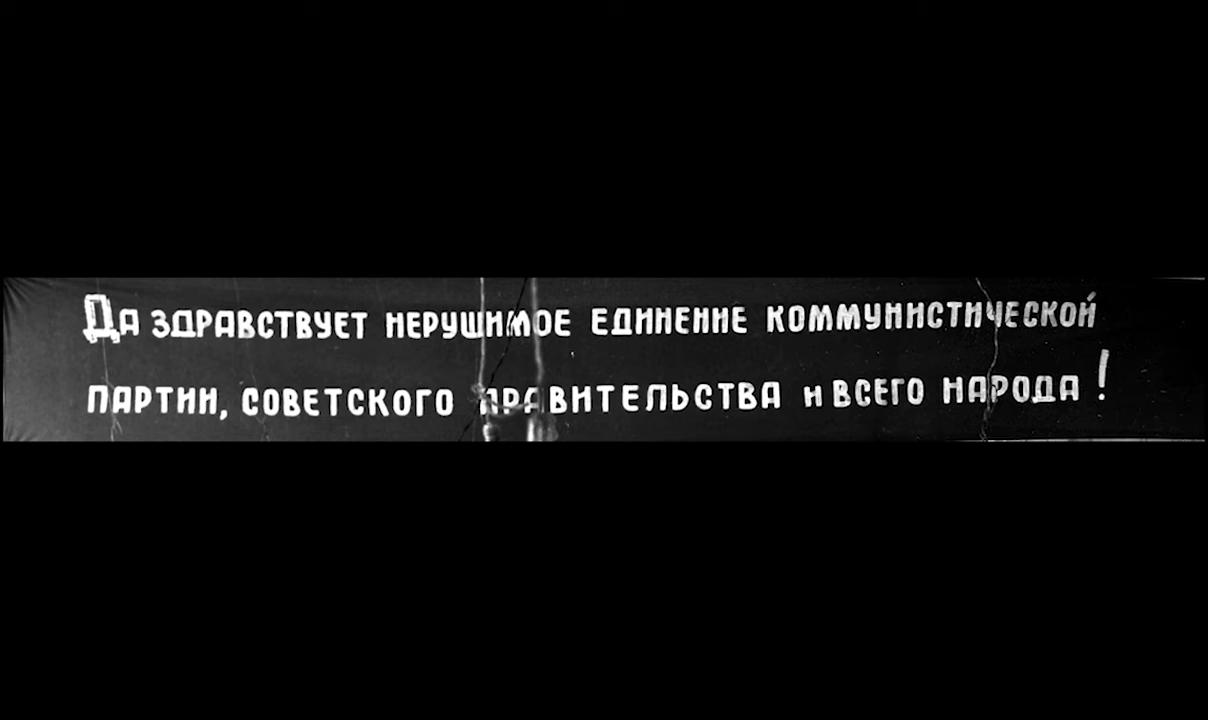 Да ЗДРАВСТВУЕТ НЕРУШИМОЕ ЕДИНЕНИЕ КОММУНИСТИЧЕСКОЙ
ПАРТИИ, СОВЕТСКОГО ПРАВИТЕЛЬСТВА И ВСЕГО НАРОДА!